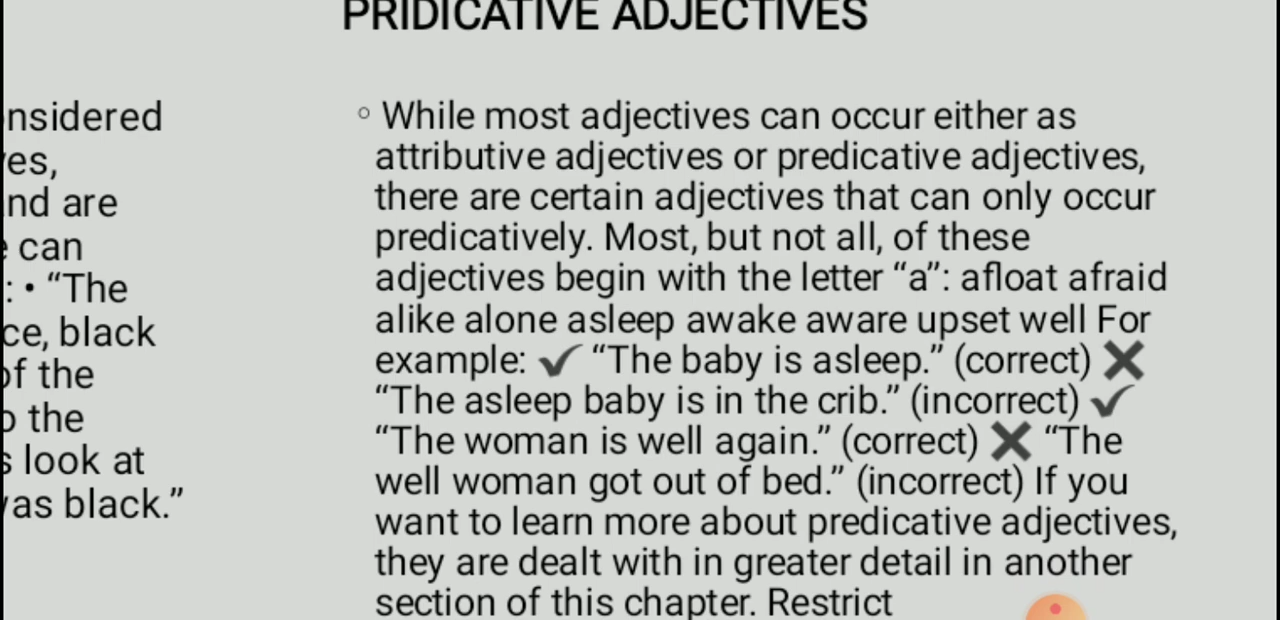 PRIDICATIVE ADJECTIVES
onsidered
es,
nd are
can
: • “The
ce, black
of the
o the
s look at
was black.”
◦ While most adjectives can occur either as
attributive adjectives or predicative adjectives,
there are certain adjectives that can only occur
predicatively. Most, but not all, of these
adjectives begin with the letter “a”: afloat afraid
alike alone asleep awake aware upset well For
example: ✔ “The baby is asleep.” (correct) ✖
“The asleep baby is in the crib.” (incorrect) ✔
“The woman is well again.” (correct) ✖ “The
well woman got out of bed.” (incorrect) If you
want to learn more about predicative adjectives,
they are dealt with in greater detail in another
section of this chapter. Restrict